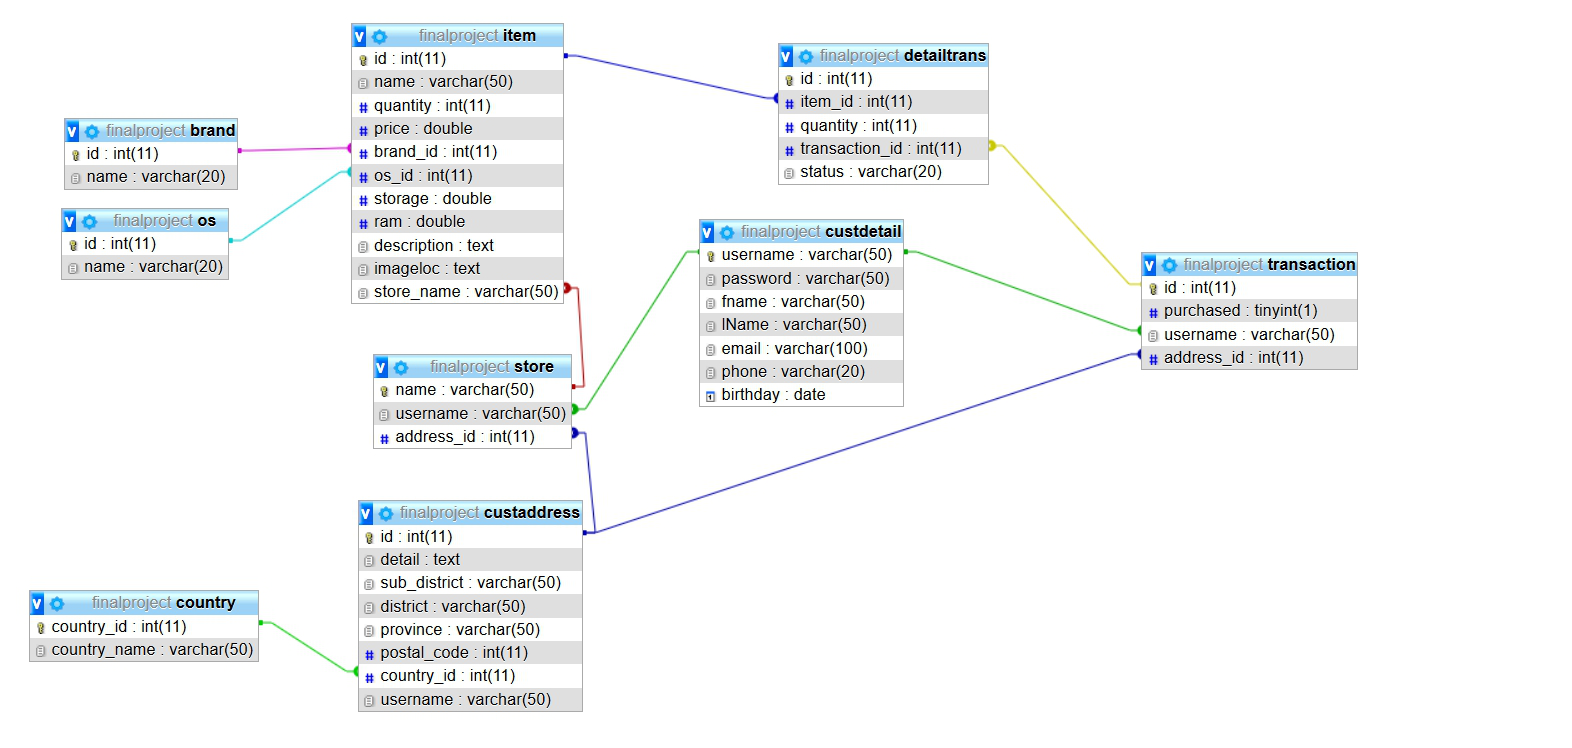 finalproject item
id : int(11)
name : varchar(50)
quantity : int(11)
price : double
brand_id : int(11)
os_id : int(11)
storage : double
ram : double
description : text
imageloc : text
store_name : varchar(50)
finalproject detailtrans
id : int(11)
item_id : int(11)
quantity : int(11)
transaction_id : int(11)
status : varchar(20)
finalproject brand
id : int(11)
name : varchar(20)
finalproject os
id : int(11)
name : varchar(20)
finalproject custdetail
username : varchar(50)
password : varchar(50)
fname : varchar(50)
lName : varchar(50)
email : varchar(100)
phone : varchar(20)
birthday : date
finalproject transaction
id : int(11)
purchased : tinyint(1)
username : varchar(50)
address_id : int(11)
finalproject store
name : varchar(50)
username : varchar(50)
address_id : int(11)
finalproject custaddress
id : int(11)
detail : text
sub_district : varchar(50)
district : varchar(50)
province : varchar(50)
postal_code : int(11)
country_id : int(11)
username : varchar(50)
finalproject country
country_id : int(11)
country_name : varchar(50)